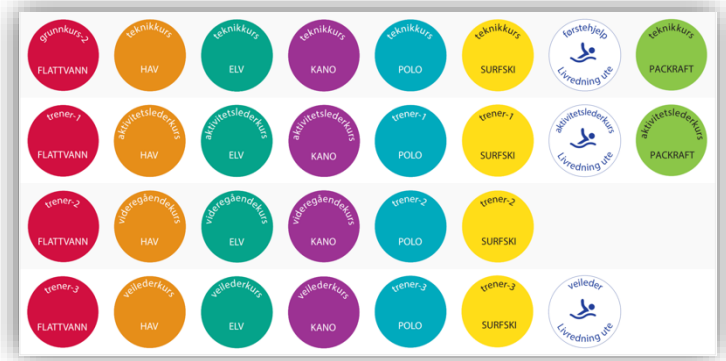 grunnkurs-2
FLATTVANN
teknikkurs
HAV
teknikkurs
ELV
teknikkurs
KANO
teknikkurs
POLO
teknikkurs
SURFSKI
førstehjelp
Livredning ute
teknikkurs
PACKRAFT
trener-1
FLATTVANN
aktivitetslederkurs
HAV
aktivitetslederkurs
ELV
aktivitetslederkurs
KANO
trener-1
POLO
trener-1
SURFSKI
aktivitetslederkurs
Livredning ute
aktivitetslederkurs
PACKRAFT
trener-2
FLATTVANN
videregåendekurs
HAV
videregåendekurs
ELV
videregåendekurs
KANO
trener-2
POLO
trener-2
SURFSKI
trener-3
FLATTVANN
veilederkurs
HAV
veilederkurs
ELV
veilederkurs
KANO
trener-3
POLO
trener-3
SURFSKI
veileder
Livredning ute